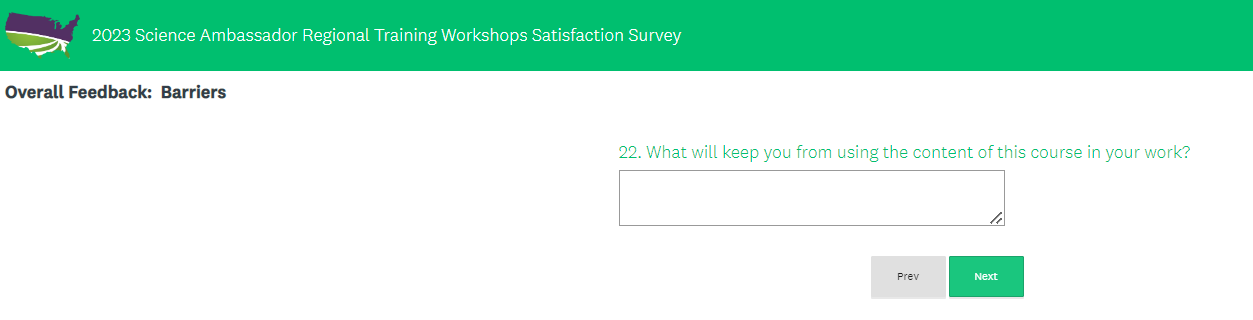 2023 Science Ambassador Regional Training Workshops Satisfaction Survey
Overall Feedback: Barriers
22. What will keep you from using the content of this course in your work?
Prev
Next